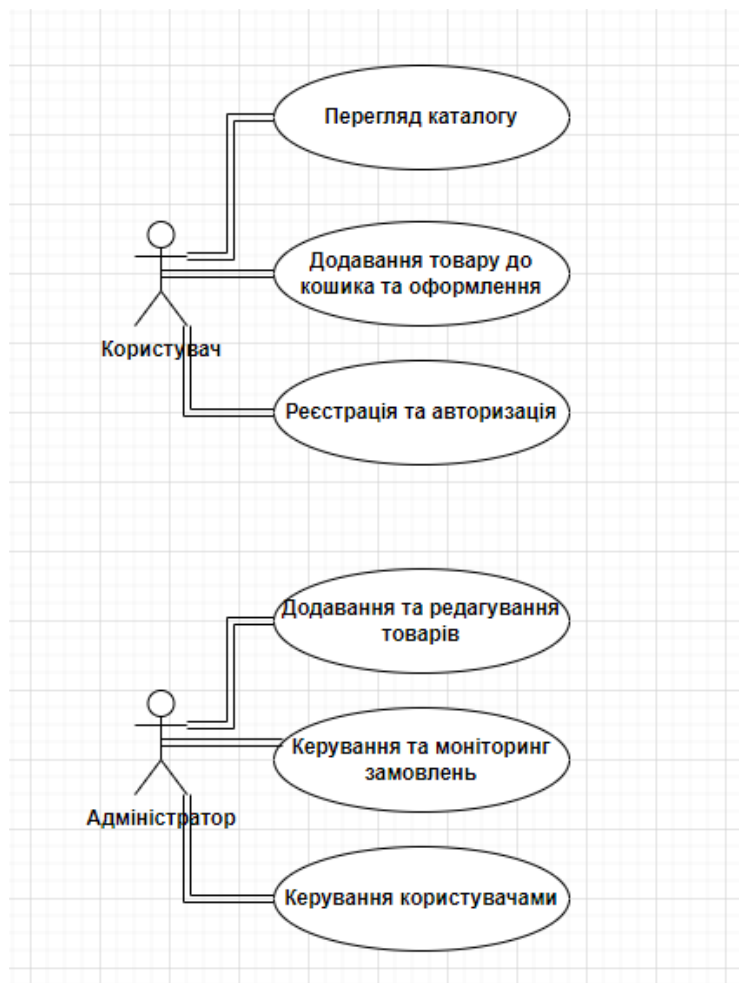 Перегляд каталогу
Додавання товару до
кошика та оформлення
Користувач
Реєстрація та авторизація
Додавання та редагування
товарів
Керування та моніторинг
замовлень
Адміністратор
Керування користувачами